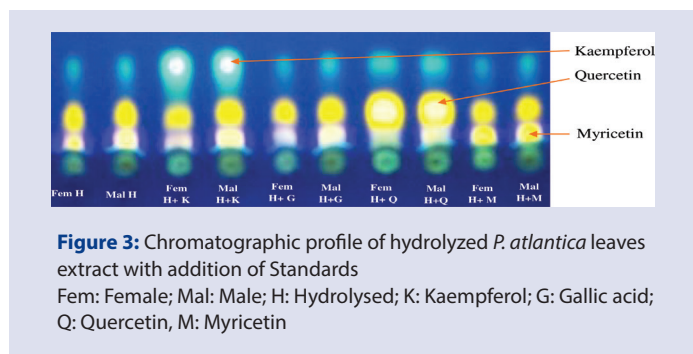 Kaempferol
Quercetin
Myricetin
Fem H
Mal H
Fem
H+ K
Mal
H+K
Fem
H+ G
Mal
H+G
Fem
H+ Q
Mal
H+Q
Fem
H+ M
Mal
H+M
Figure 3: Chromatographic profile of hydrolyzed P. atlantica leaves
extract with addition of Standards
Fem: Female; Mal: Male; H: Hydrolysed; K: Kaempferol; G: Gallic acid;
Q: Quercetin, M: Myricetin